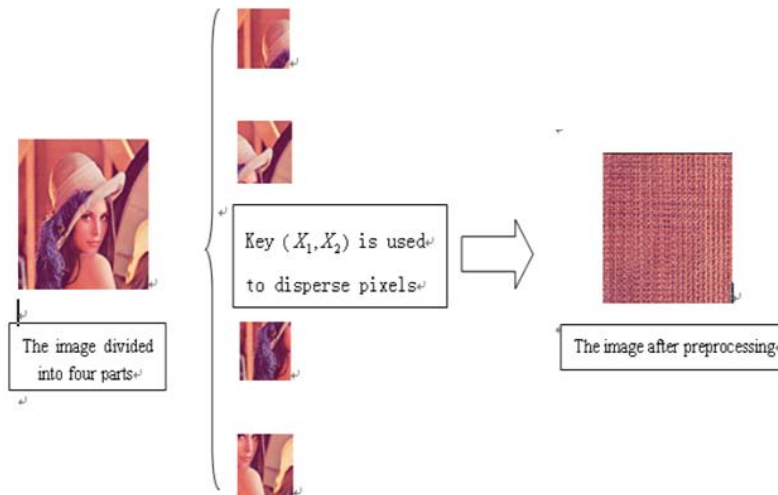 The image divided
into four parts
Key (X₁,X₂) is used
to disperse pixels
The image after preprocessing